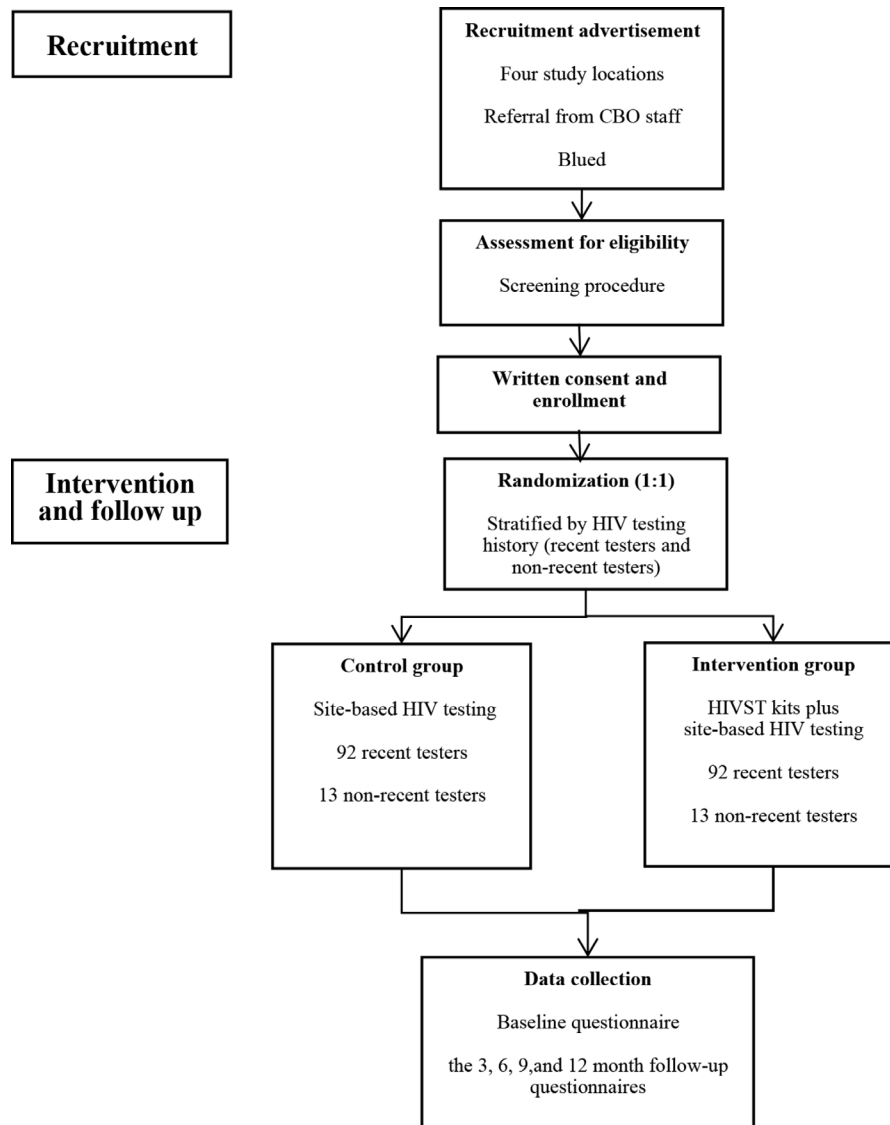 Recruitment
Recruitment advertisement
Four study locations
Referral from CBO staff
Blued
Assessment for eligibility
Screening procedure
Written consent and
enrollment
Intervention
and follow up
Randomization (1:1)
Stratified by HIV testing
history (recent testers and
non-recent testers)
Control group
Site-based HIV testing
92 recent testers
13 non-recent testers
Intervention group
HIVST kits plus
site-based HIV testing
92 recent testers
13 non-recent testers
Data collection
Baseline questionnaire
the 3, 6, 9,and 12 month follow-up
questionnaires